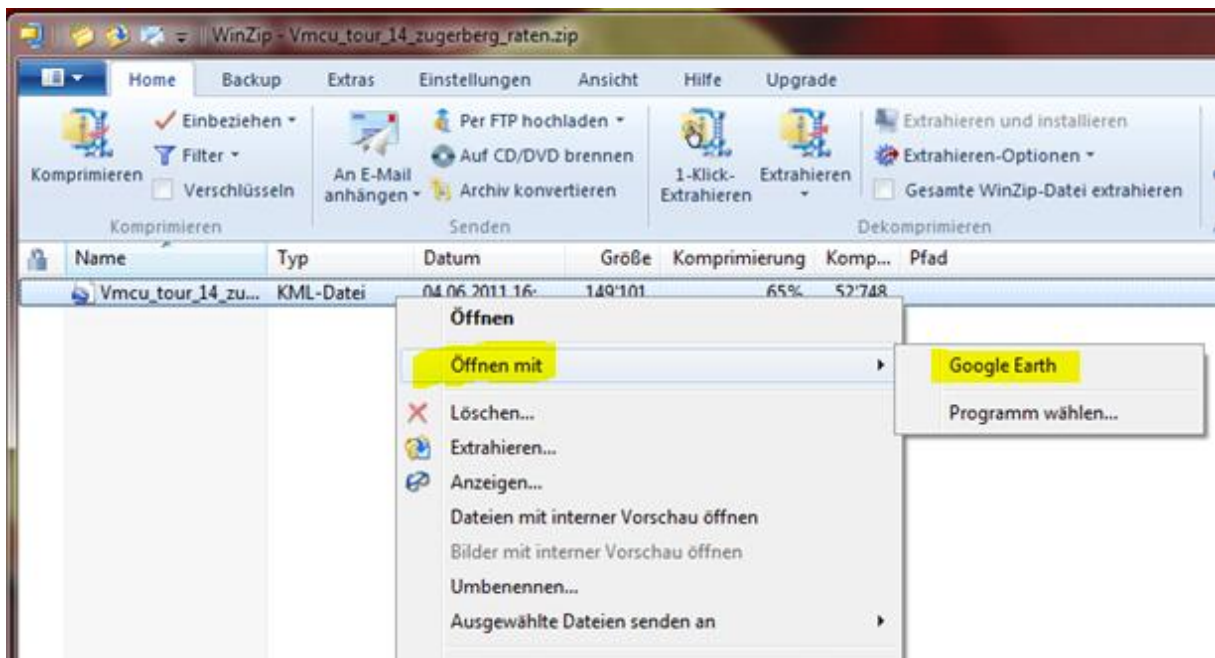 WinZip - Vmcu_tour_14_zugerberg_raten.zip
Home Backup Extras Einstellungen Ansicht Hilfe Upgrade
Komprimieren
Einbeziehen
Filter
Verschlüsseln
Komprimieren
An E-Mail
anhängen
Per FTP hochladen
Auf CD/DVD brennen
Archiv konvertieren
Senden
1-Klick-
Extrahieren
Extrahieren
Extrahieren und installieren
Extrahieren-Optionen
Gesamte WinZip-Datei extrahieren
Dekomprimieren
Name Typ Datum Größe Komprimierung Komp... Pfad
Vmcu_tour_14_zu... KML-Datei 04.06.2011 16: 149'101 65% 52'748
Öffnen
Öffnen mit
Google Earth
Programm wählen...
Löschen...
Extrahieren...
Anzeigen...
Dateien mit interner Vorschau öffnen
Bilder mit interner Vorschau öffnen
Umbenennen...
Ausgewählte Dateien senden an